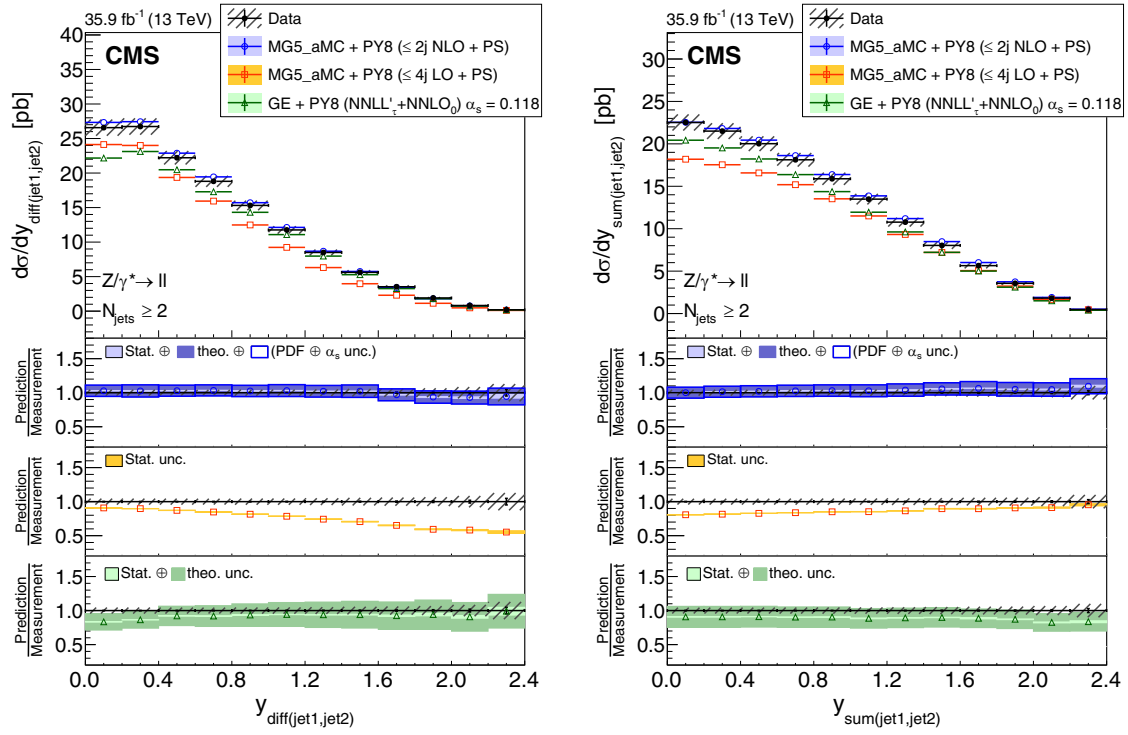 35.9 fb⁻¹ (13 TeV)
Data
MG5_aMC + PY8 (≤ 2j NLO + PS)
MG5_aMC + PY8 (≤ 4j LO + PS)
GE + PY8 (NNLL'τ+NNLO₀) αs = 0.118
CMS
dσ/dy diff(jet1,jet2) [pb]
40
35
30
25
20
15
10
5
0
Z/γ* → ll
Njets ≥ 2
Stat. ⊕ theo. ⊕ (PDF ⊕ αs unc.)
Prediction
Measurement
1.5
1.0
0.5
Stat. unc.
Prediction
Measurement
1.5
1.0
0.5
Stat. ⊕ theo. unc.
Prediction
Measurement
1.5
1.0
0.5
0.0 0.4 0.8 1.2 1.6 2.0 2.4
y diff(jet1,jet2)
35.9 fb⁻¹ (13 TeV)
Data
MG5_aMC + PY8 (≤ 2j NLO + PS)
MG5_aMC + PY8 (≤ 4j LO + PS)
GE + PY8 (NNLL'τ+NNLO₀) αs = 0.118
CMS
dσ/dy sum(jet1,jet2) [pb]
30
25
20
15
10
5
0
Z/γ* → ll
Njets ≥ 2
Stat. ⊕ theo. ⊕ (PDF ⊕ αs unc.)
Prediction
Measurement
1.5
1.0
0.5
Stat. unc.
Prediction
Measurement
1.5
1.0
0.5
Stat. ⊕ theo. unc.
Prediction
Measurement
1.5
1.0
0.5
0.0 0.4 0.8 1.2 1.6 2.0 2.4
y sum(jet1,jet2)